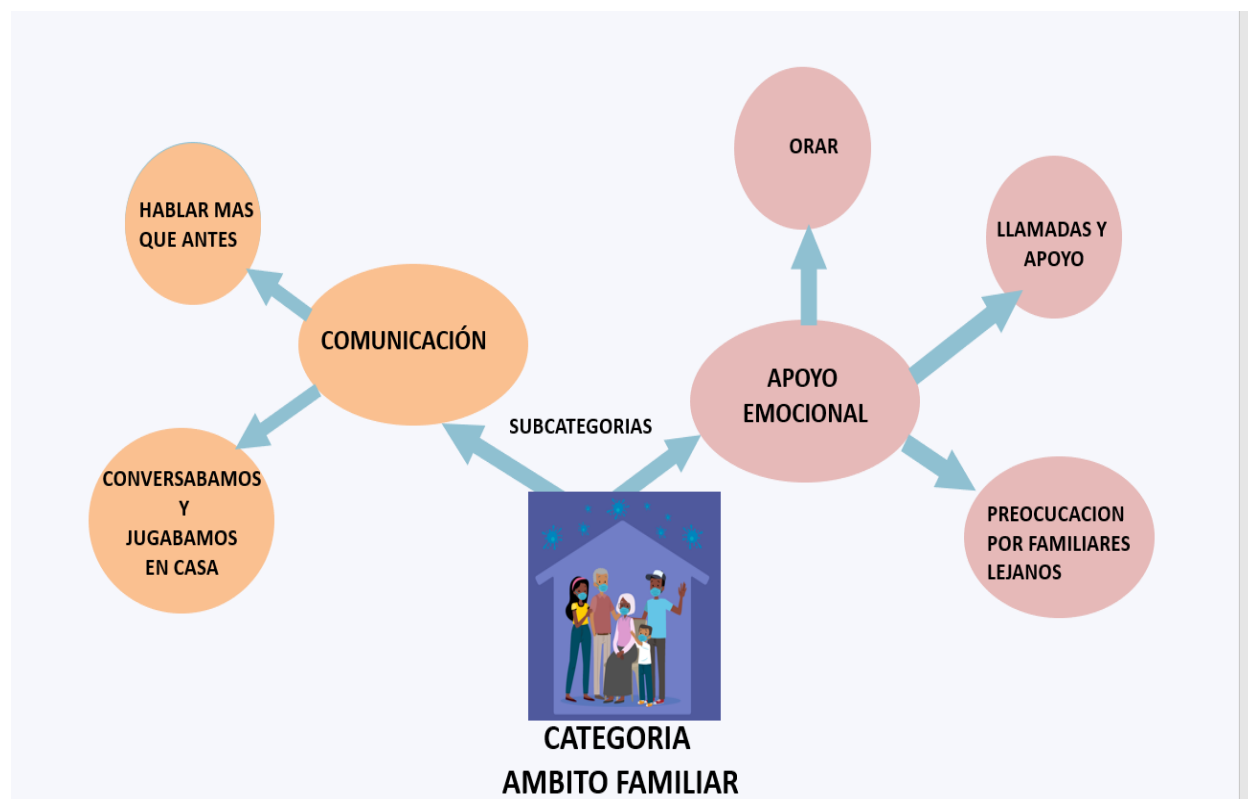 ORAR
HABLAR MAS
QUE ANTES
LLAMADAS Y
APOYO
COMUNICACIÓN
APOYO
EMOCIONAL
SUBCATEGORIAS
CONVERSABAMOS
Y
JUGABAMOS
EN CASA
PREOCUCACION
POR FAMILIARES
LEJANOS
CATEGORIA
AMBITO FAMILIAR